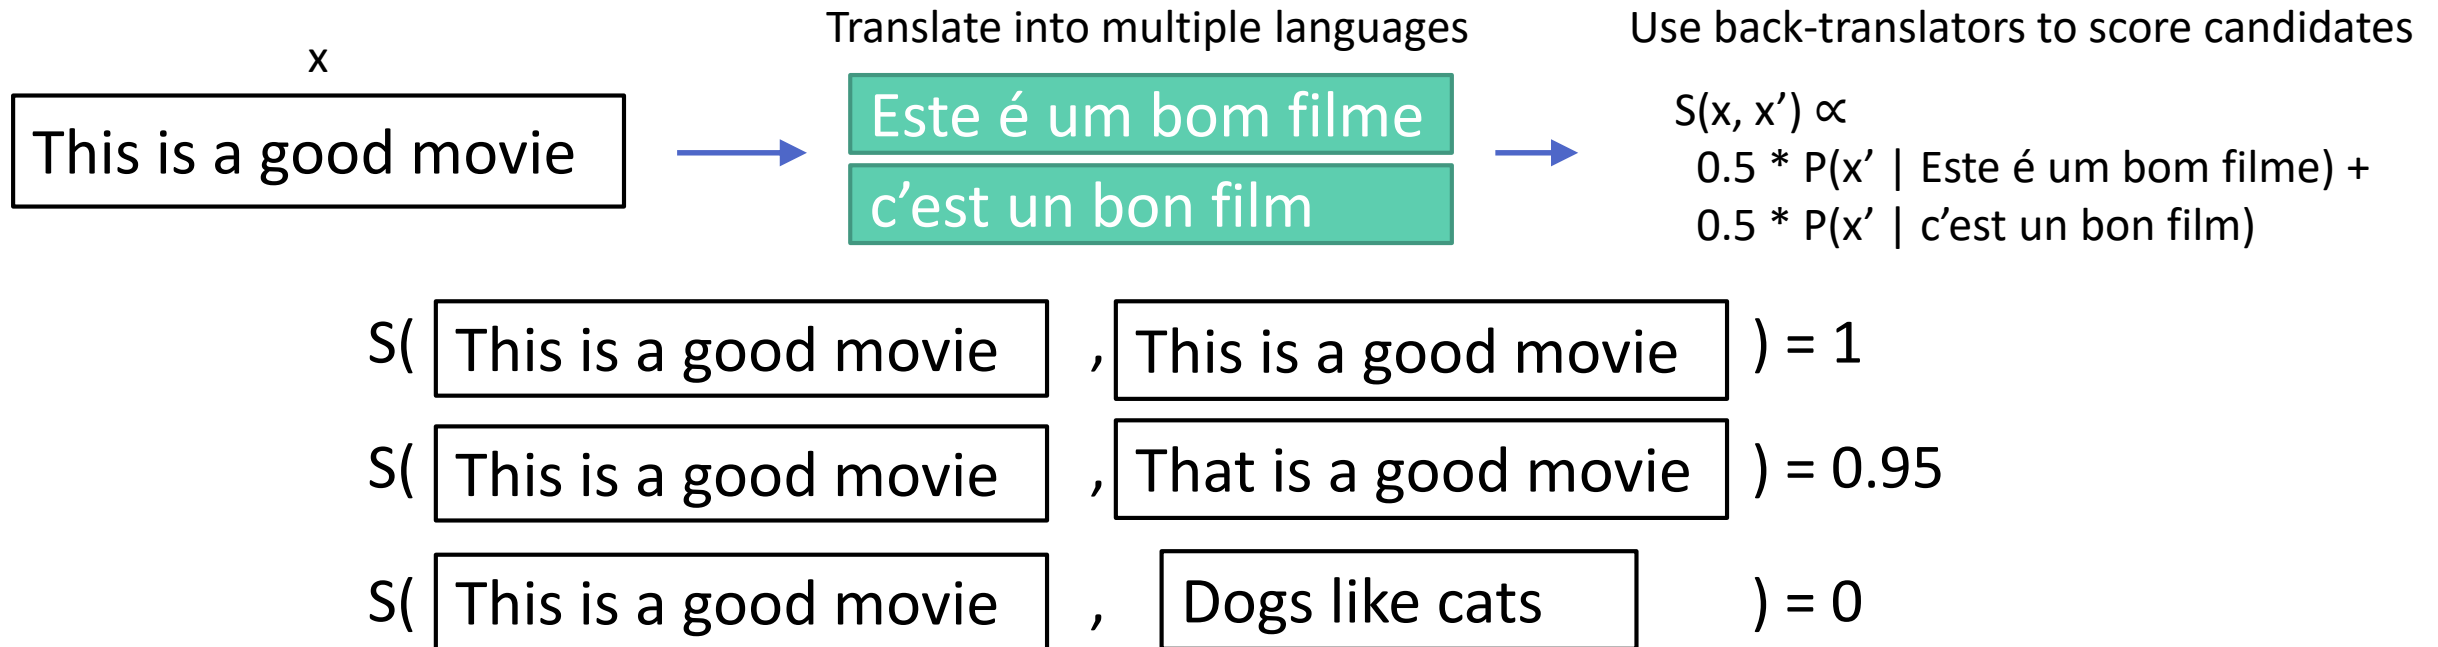 x
This is a good movie
Translate into multiple languages
Este é um bom filme
c’est un bon film
Use back-translators to score candidates
S(x, x’) ∝
0.5 * P(x’ | Este é um bom filme) +
0.5 * P(x’ | c’est un bon film)
S( This is a good movie , This is a good movie ) = 1
S( This is a good movie , That is a good movie ) = 0.95
S( This is a good movie , Dogs like cats ) = 0